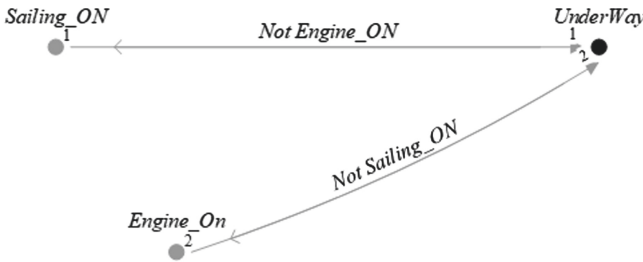 Sailing_ON
UnderWay
1
Not Engine_ON
1
2
Not Sailing_ON
Engine_On
2